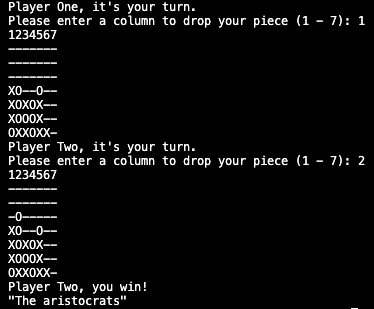 Player One, it's your turn.
Please enter a column to drop your piece (1 - 7): 1
1234567
-------
-------
-------
XO--O--
XOXOX--
XOOOX--
OXXOXX-
Player Two, it's your turn.
Please enter a column to drop your piece (1 - 7): 2
1234567
-------
-------
-O-----
XO--O--
XOXOX--
XOOOX--
OXXOXX-
Player Two, you win!
"The aristocrats"